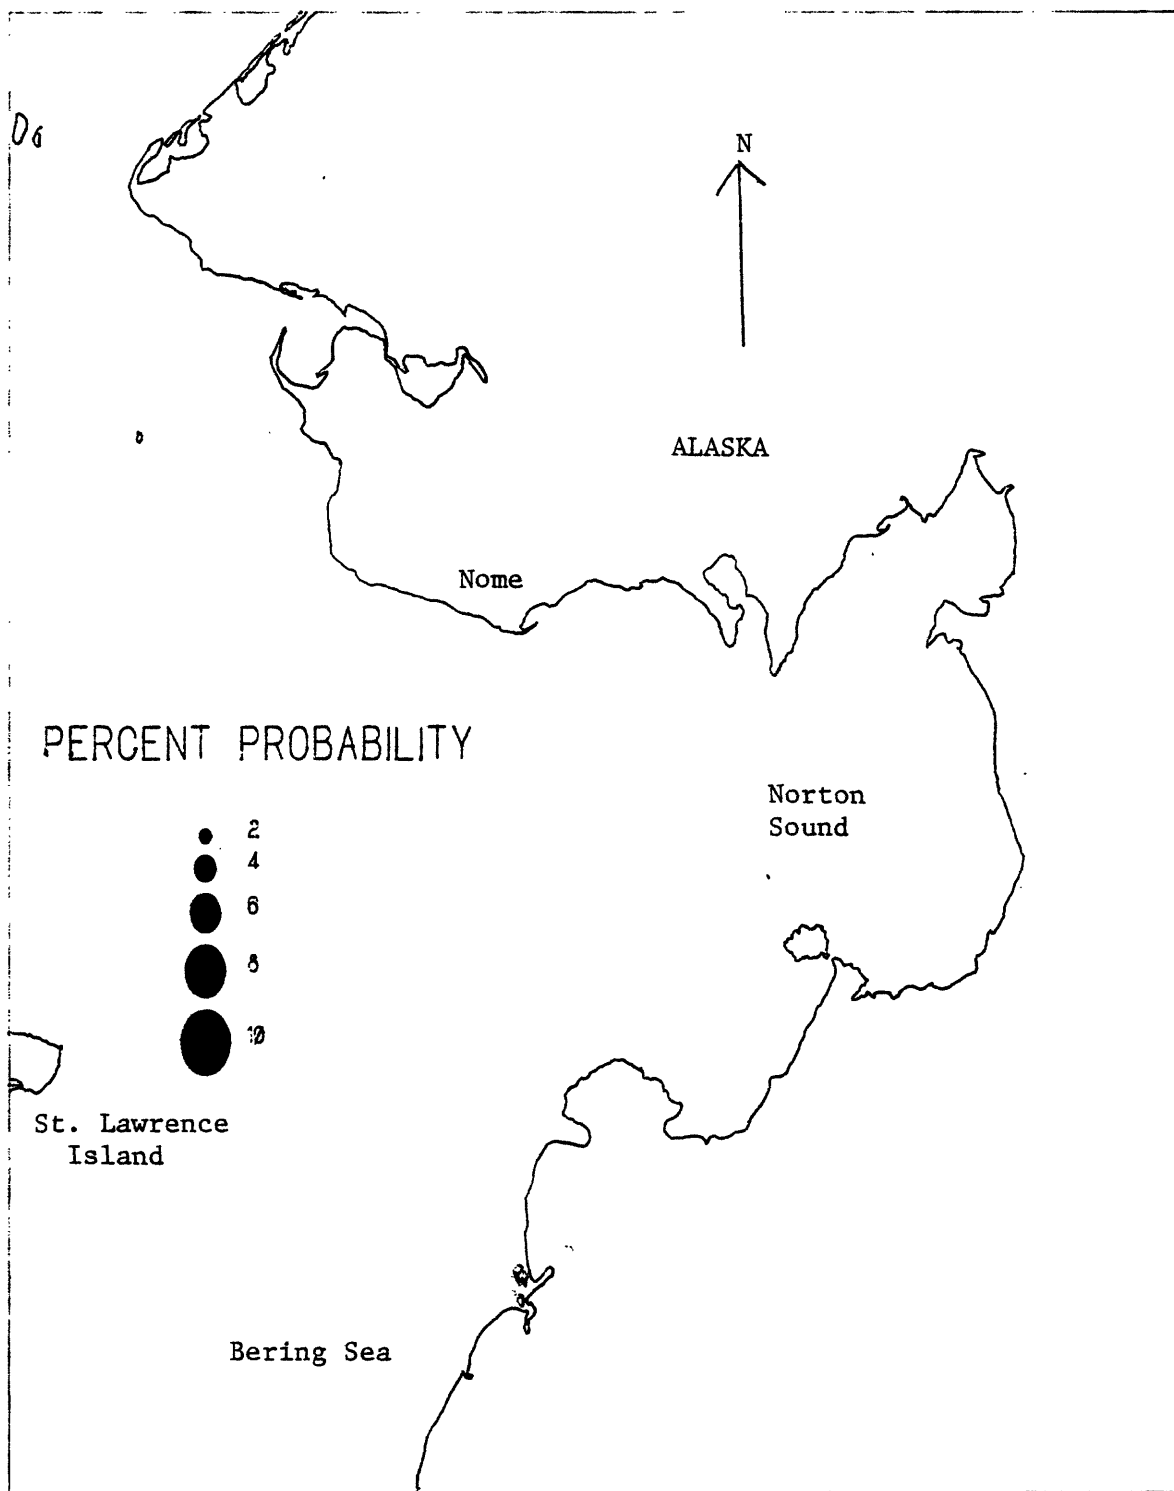 N
ALASKA
Nome
PERCENT PROBABILITY
Norton
Sound
2
4
6
8
10
St. Lawrence
Island
Bering Sea